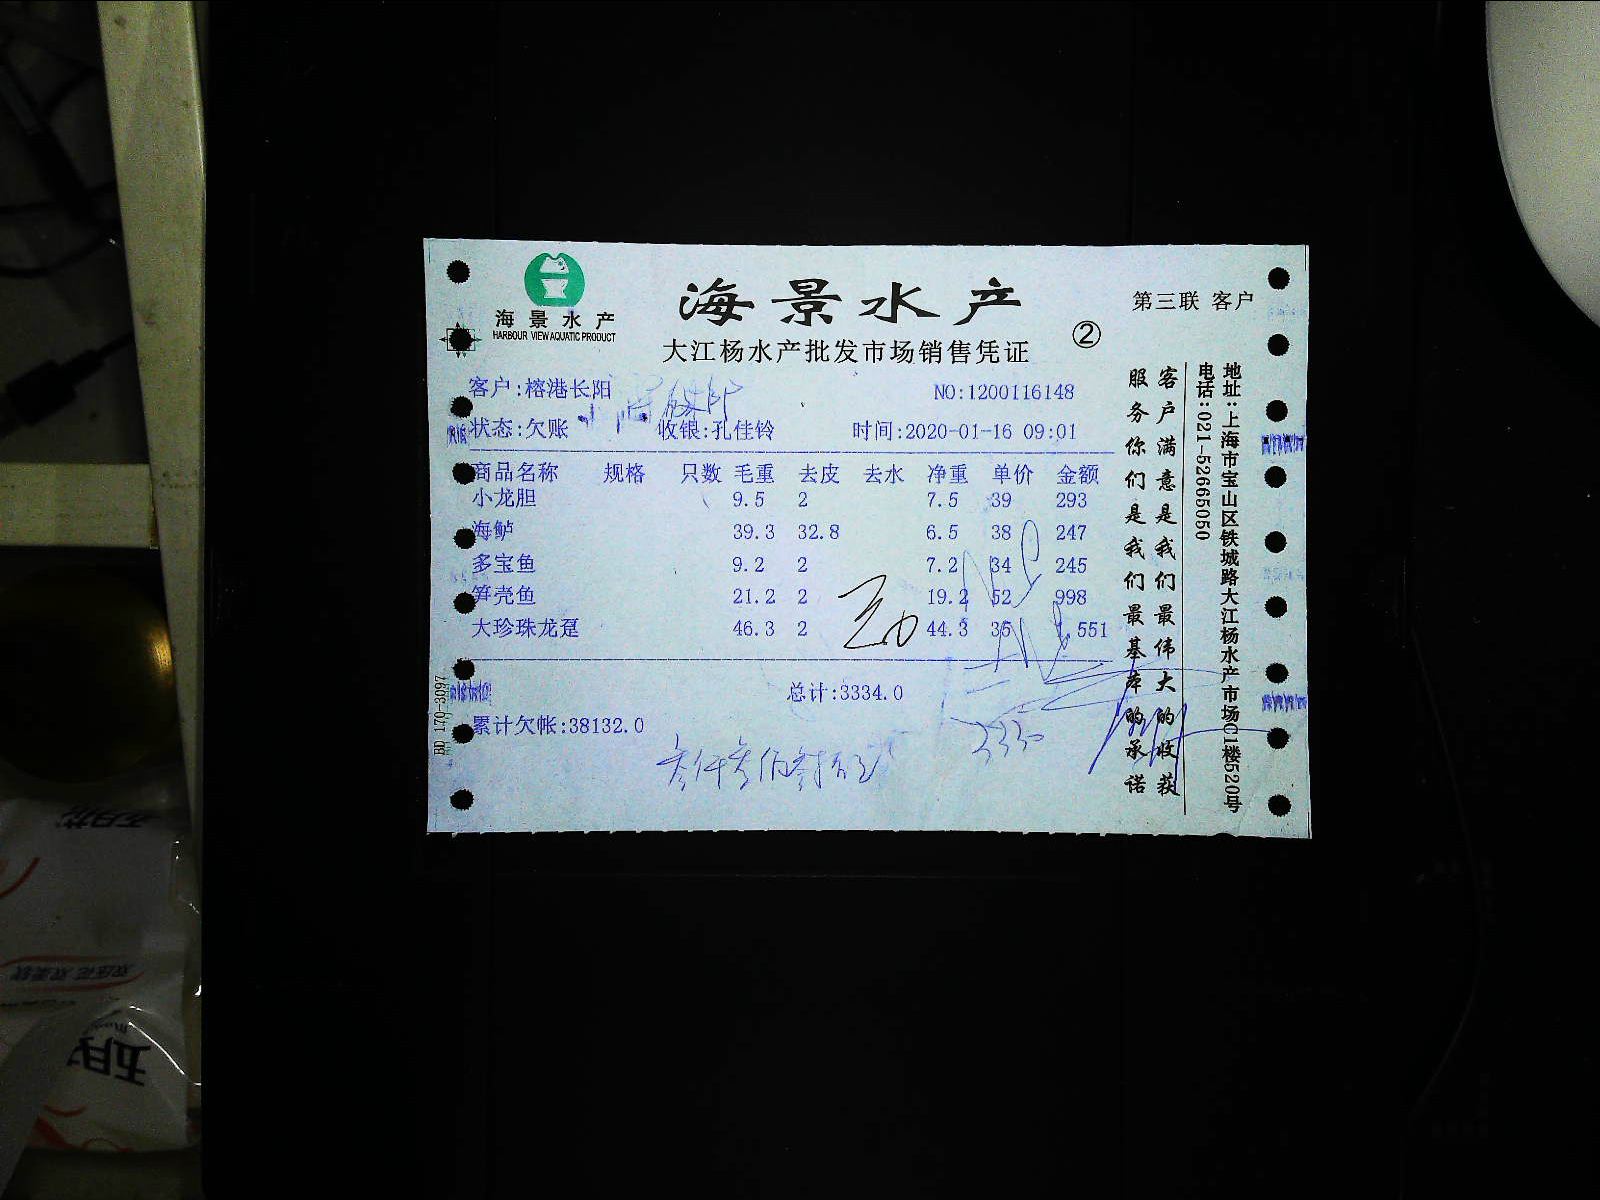 海景水产
HARBOUR VIEW AQUATIC PRODUCT
海景水产
大江杨水产批发市场销售凭证
②
第三联 客户
客户:榕港长阳
NO:1200116148
状态:欠账 收银:孔佳铃 时间:2020-01-16 09:01
商品名称 规格 只数 毛重 去皮 去水 净重 单价 金额
小龙胆 9.5 2 7.5 39 293
海鲈 39.3 32.8 6.5 38 247
多宝鱼 9.2 2 7.2 34 245
笋壳鱼 21.2 2 19.2 52 998
大珍珠龙趸 46.3 2 44.3 35 1,551
总计:3334.0
累计欠帐:38132.0
3330
客户满意是我们最伟大的收获
服务你们是我们最基本的承诺
地址:上海市宝山区铁城路大江杨水产市场C1楼520号
电话:021-52665050
BD 170-3097